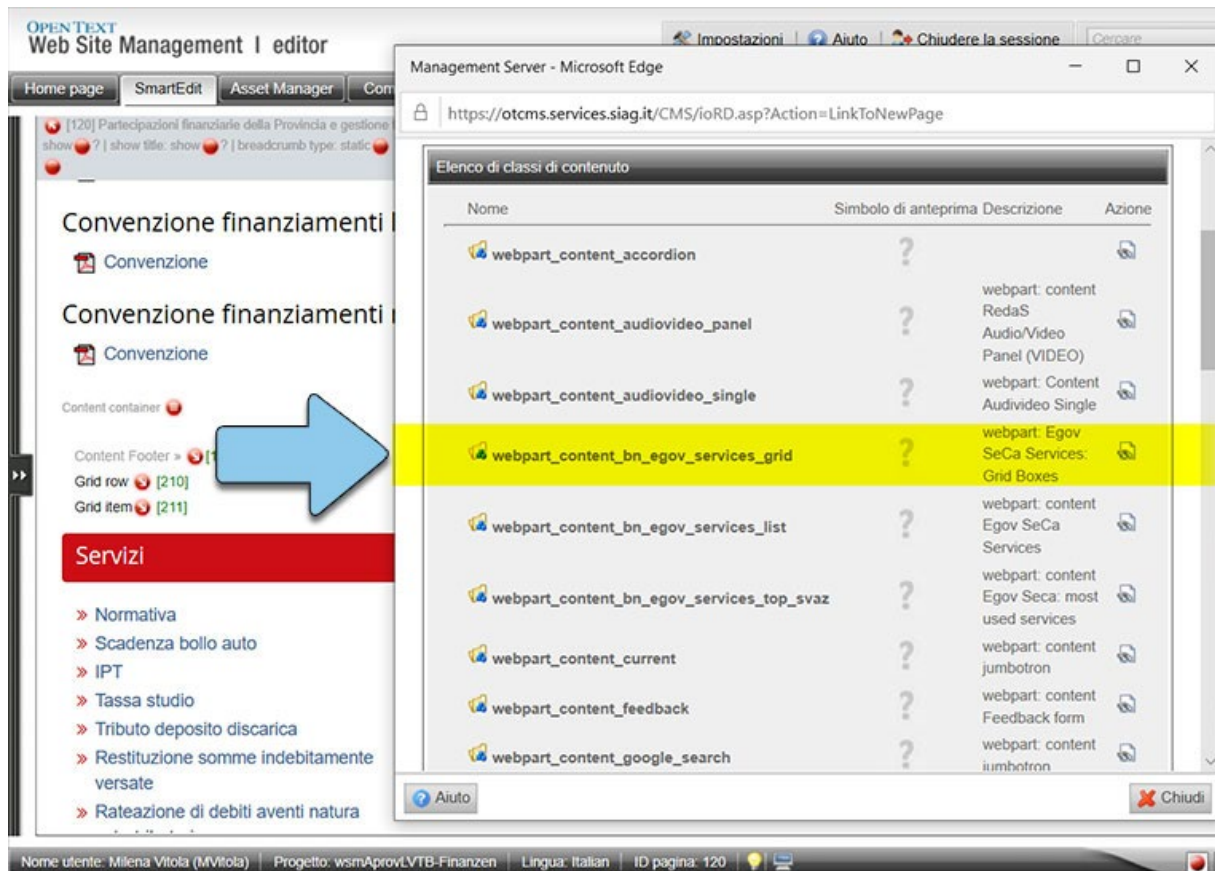 OPENTEXT
Web Site Management | editor
Impostazioni | Aiuto | Chiudere la sessione
Cercare
Home page SmartEdit Asset Manager Com
[120] Partecipazioni finanziarie della Provincia e gestione
show ? | show title: show ? | breadcrumb type: static
Convenzione finanziamenti
Convenzione
Convenzione finanziamenti
Convenzione
Content container
Content Footer »
Grid row [210]
Grid item [211]
Servizi
» Normativa
» Scadenza bollo auto
» IPT
» Tassa studio
» Tributo deposito discarica
» Restituzione somme indebitamente
versate
» Rateazione di debiti aventi natura
Management Server - Microsoft Edge
https://otcms.services.siag.it/CMS/ioRD.asp?Action=LinkToNewPage
Elenco di classi di contenuto
Nome Simbolo di anteprima Descrizione Azione
webpart_content_accordion ?
webpart_content_audiovideo_panel ? webpart: content
RedaS
Audio/Video
Panel (VIDEO)
webpart_content_audiovideo_single ? webpart: Content
Audivideo Single
webpart_content_bn_egov_services_grid ? webpart: Egov
SeCa Services:
Grid Boxes
webpart_content_bn_egov_services_list ? webpart: content
Egov SeCa
Services
webpart_content_bn_egov_services_top_svaz ? webpart: content
Egov Seca: most
used services
webpart_content_current ? webpart: content
jumbotron
webpart_content_feedback ? webpart: content
Feedback form
webpart_content_google_search ? webpart: content
jumbotron
Aiuto
Chiudi
Nome utente: Milena Vitola (MVitola) | Progetto: wsmAprovLVTB-Finanzen | Lingua: Italian | ID pagina: 120